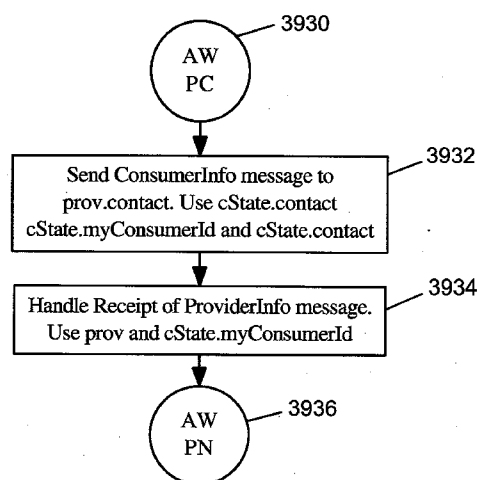 3930
AW
PC
3932
Send ConsumerInfo message to
prov.contact. Use cState.contact
cState.myConsumerId and cState.contact
3934
Handle Receipt of ProviderInfo message.
Use prov and cState.myConsumerId
3936
AW
PN